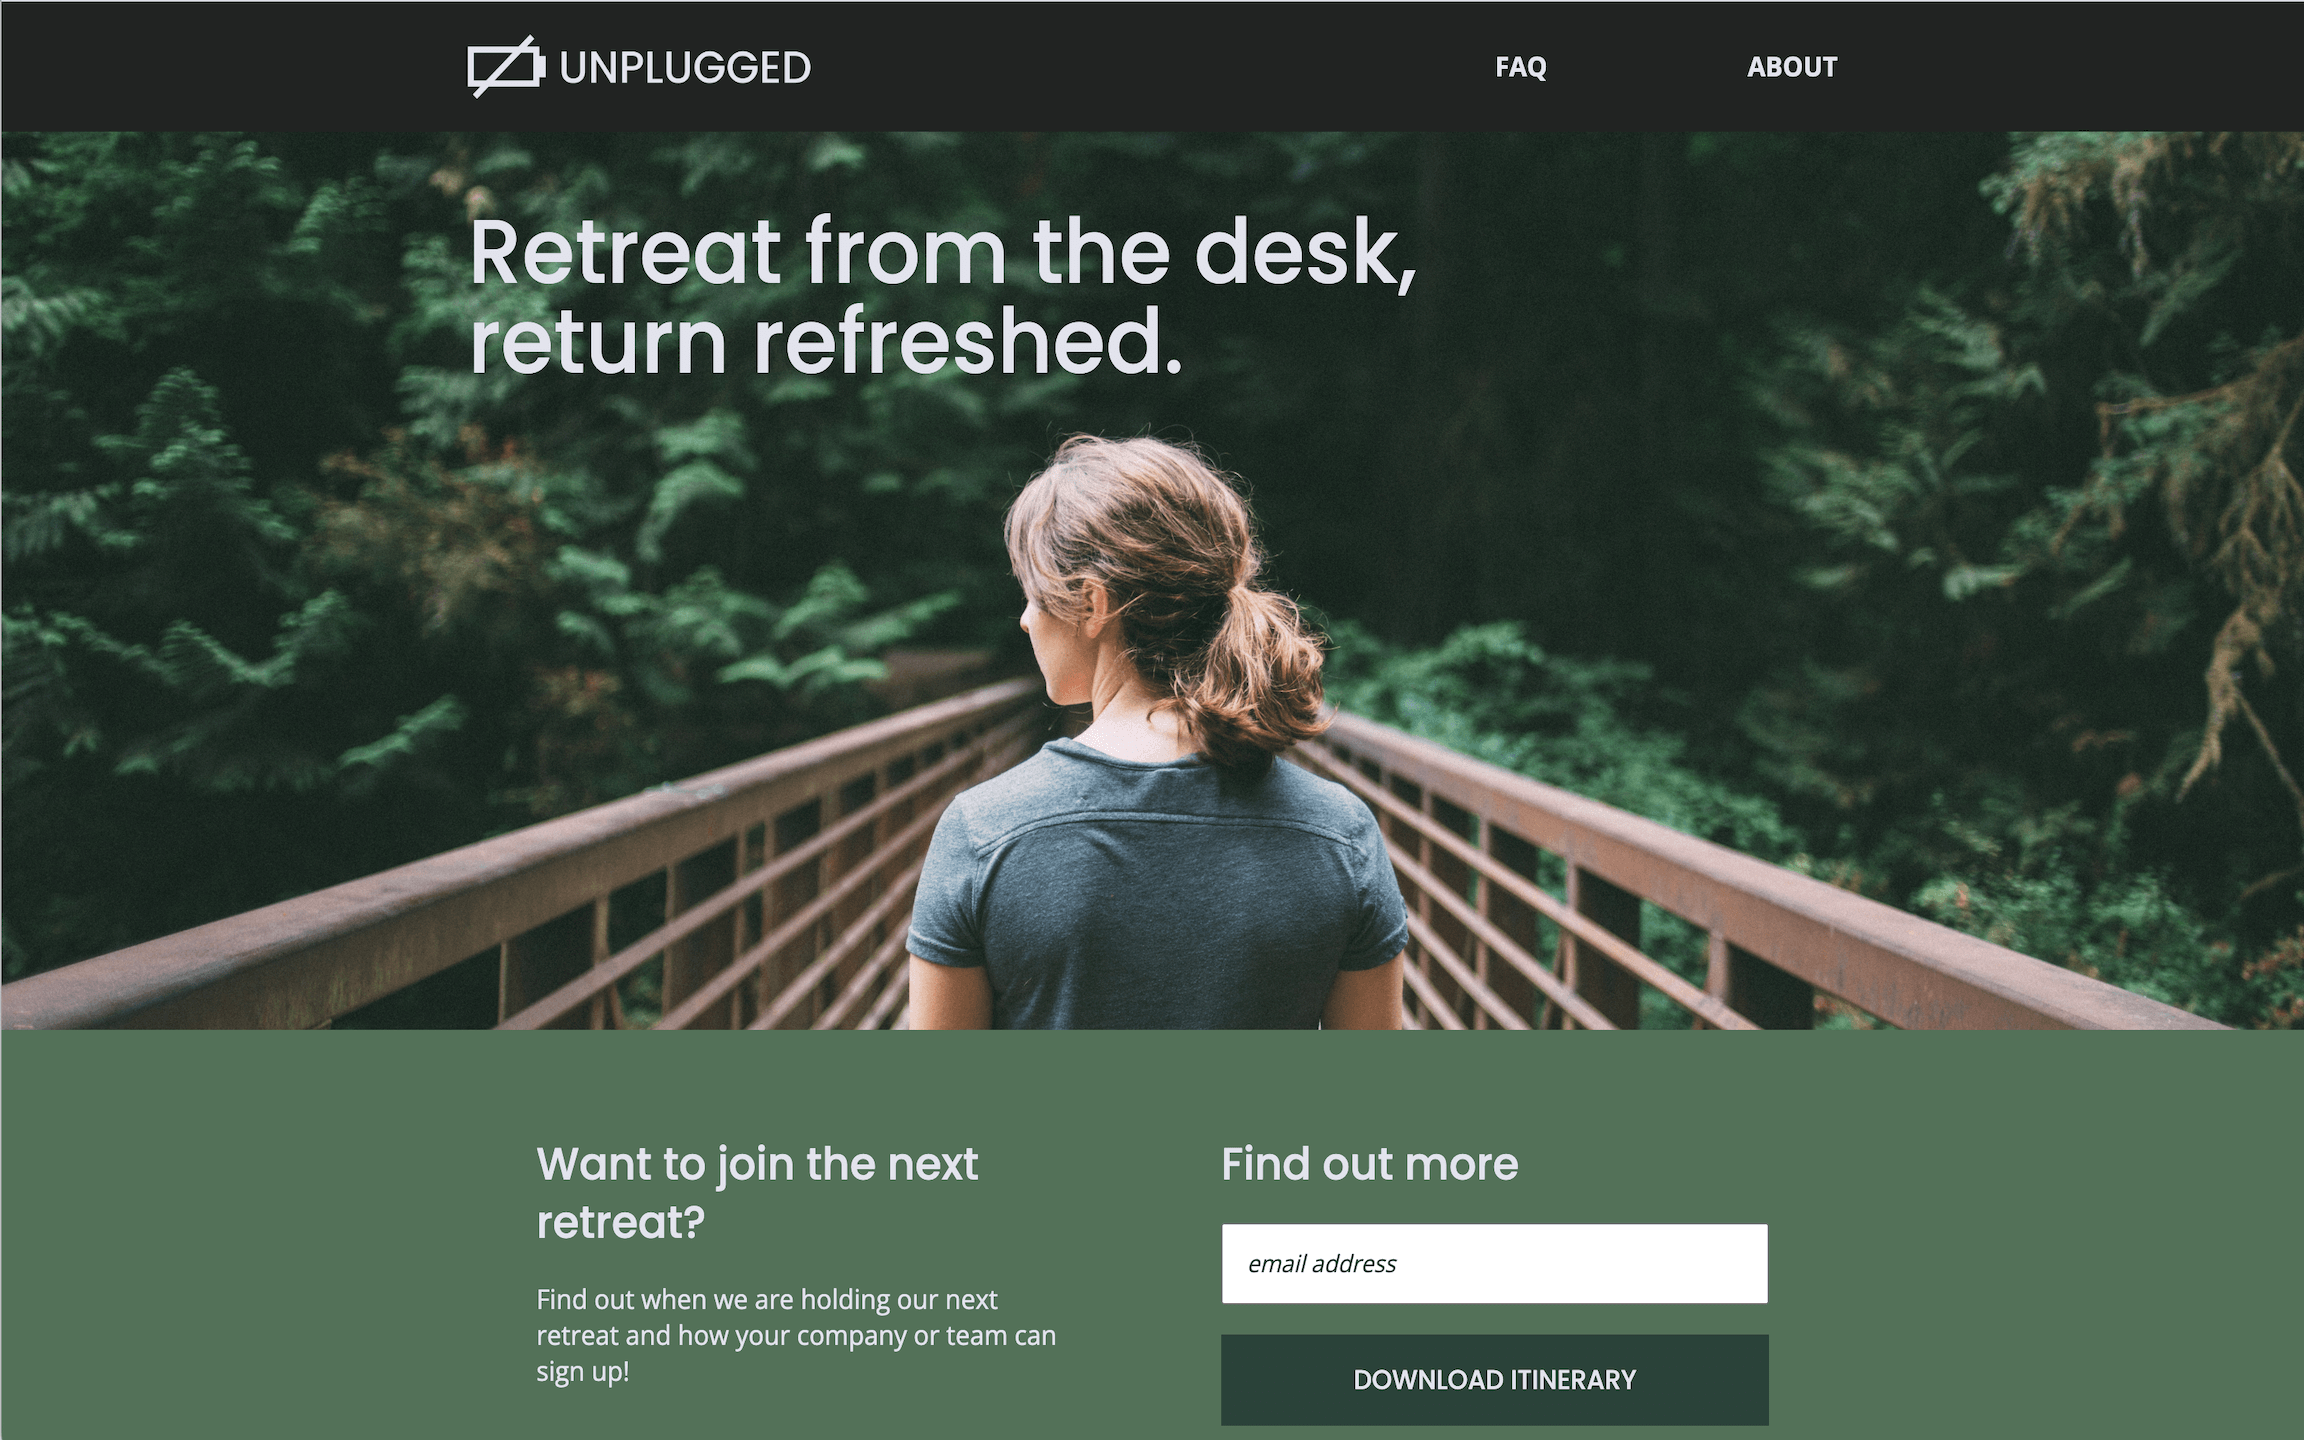 UNPLUGGED
FAQ
ABOUT
Retreat from the desk,
return refreshed.
Want to join the next
retreat?
Find out when we are holding our next
retreat and how your company or team can
sign up!
Find out more
email address
DOWNLOAD ITINERARY